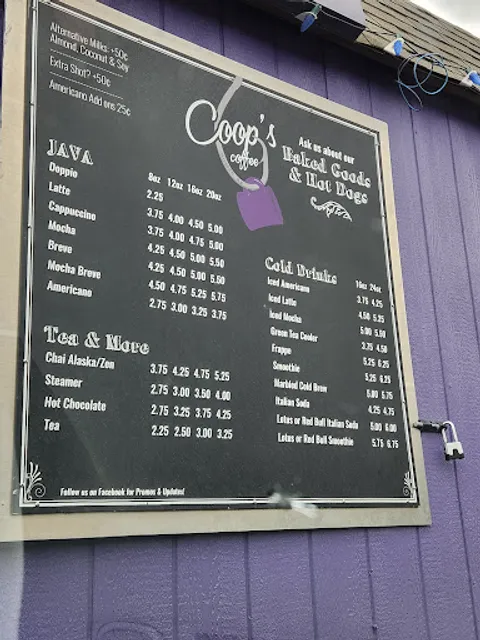 Alternative Milks: +50¢
Almond, Coconut & Soy
Extra Shot? +50¢
Americano Add ons 25¢
Coop's
coffee
Ask us about our
Baked Goods
& Hot Dogs
JAVA
8oz 12oz 16oz 20oz
Doppio 2.25
Latte 3.75 4.00 4.50 5.00
Cappuccino 3.75 4.00 4.75 5.00
Mocha 4.25 4.50 5.00 5.50
Breve 4.25 4.50 5.00 5.50
Mocha Breve 4.50 4.75 5.25 5.75
Americano 2.75 3.00 3.25 3.75
Tea & More
Chai Alaska/Zen 3.75 4.25 4.75 5.25
Steamer 2.75 3.00 3.50 4.00
Hot Chocolate 2.75 3.25 3.75 4.25
Tea 2.25 2.50 3.00 3.25
Cold Drinks
16oz 24oz
Iced Americano 3.75 4.25
Iced Latte 4.50 5.25
Iced Mocha 5.00 5.50
Green Tea Cooler 3.75 4.50
Frappe 5.25 6.25
Smoothie 5.25 6.25
Marbled Cold Brew 5.00 5.75
Italian Soda 4.25 4.75
Lotus or Red Bull Italian Soda 5.00 6.00
Lotus or Red Bull Smoothie 5.75 6.75
Follow us on Facebook for Promos & Updates!